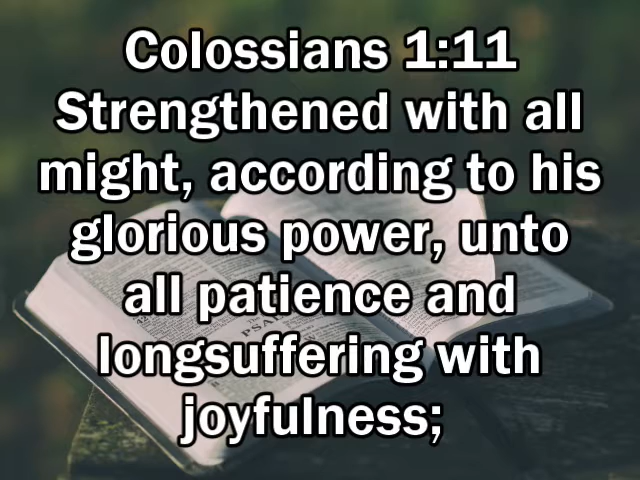 Colossians 1:11
Strengthened with all
might, according to his
glorious power, unto
all patience and
longsuffering with
joyfulness;
PSA